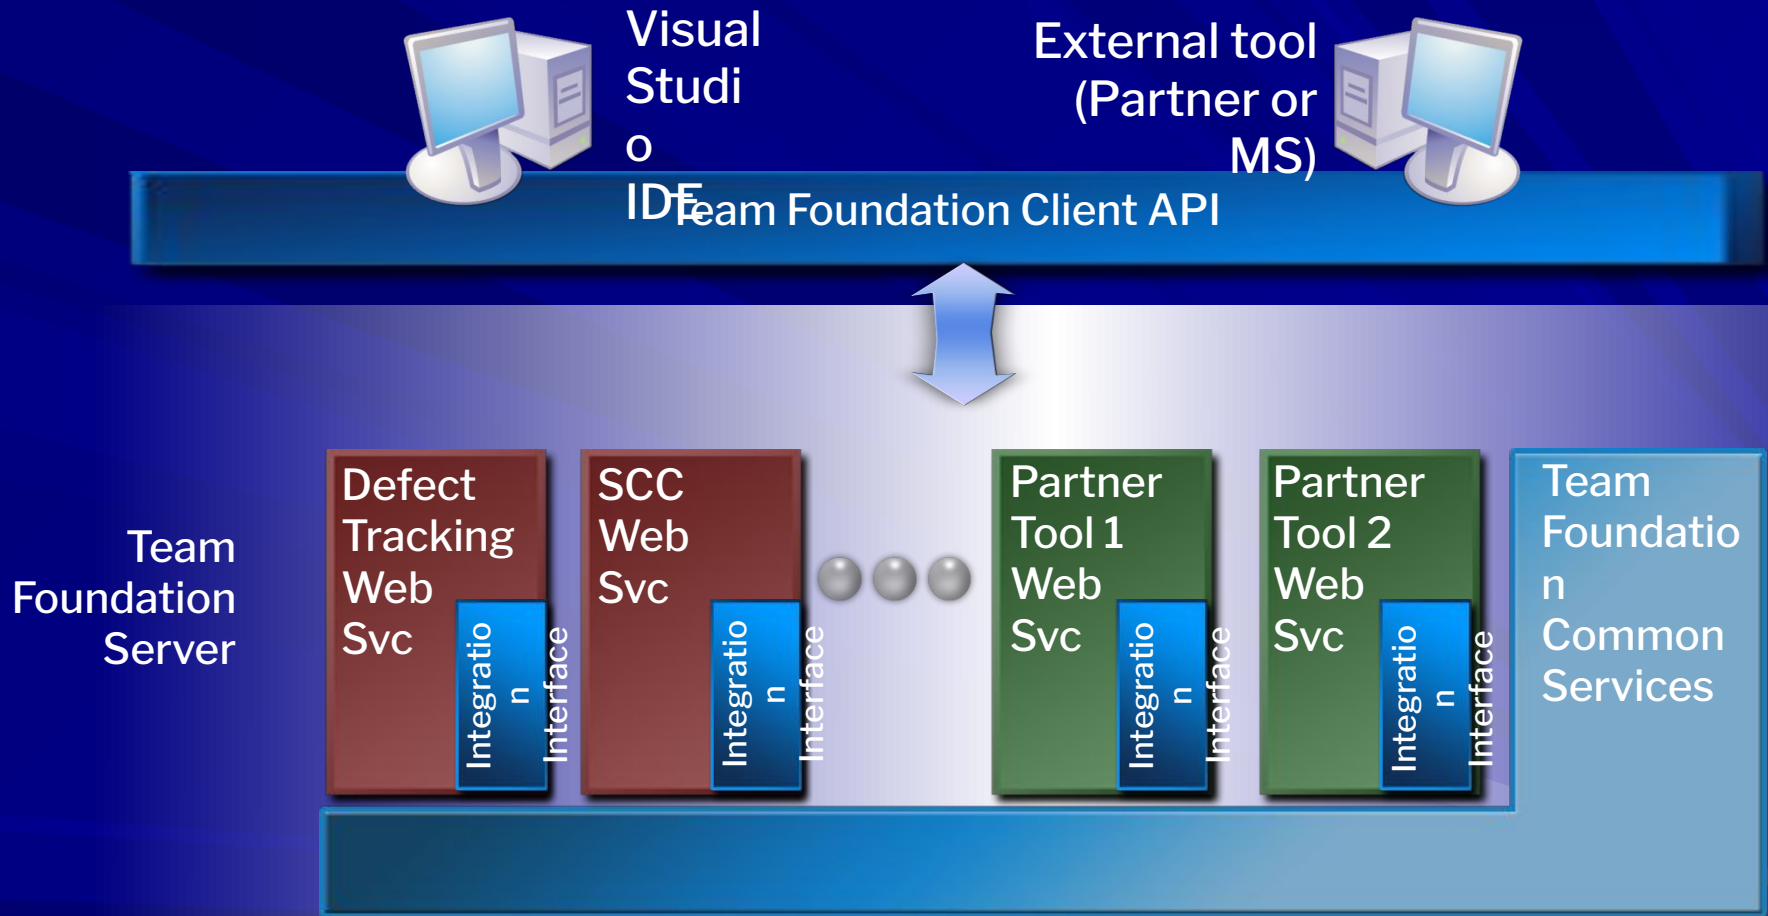 Visual
Studi
o
IDE
External tool
(Partner or
MS)
Team Foundation Client API
Team
Foundation
Server
Defect
Tracking
Web
Svc
Integratio
n
Interface
SCC
Web
Svc
Integratio
n
Interface
Partner
Tool 1
Web
Svc
Integratio
n
Interface
Partner
Tool 2
Web
Svc
Integratio
n
Interface
Team
Foundatio
n
Common
Services